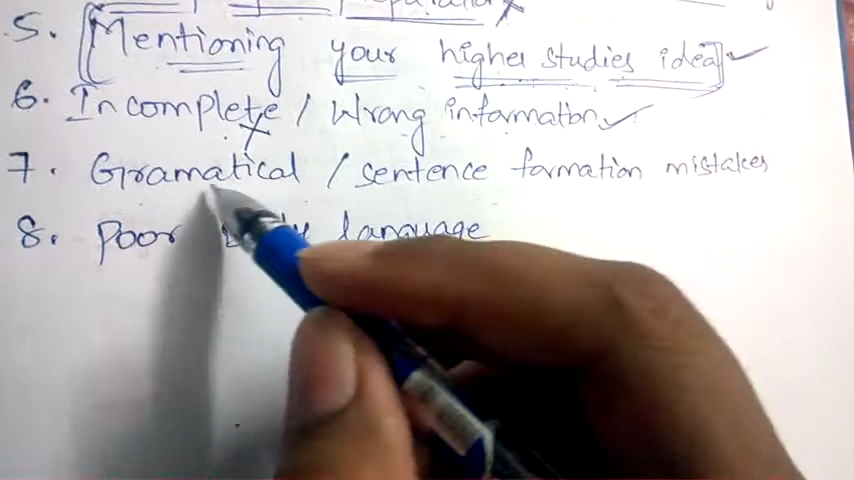 5. [Mentioning your higher studies idea]
6. Incomplete / Wrong information
7. Gramatical / sentence formation mistakes
8. Poor language